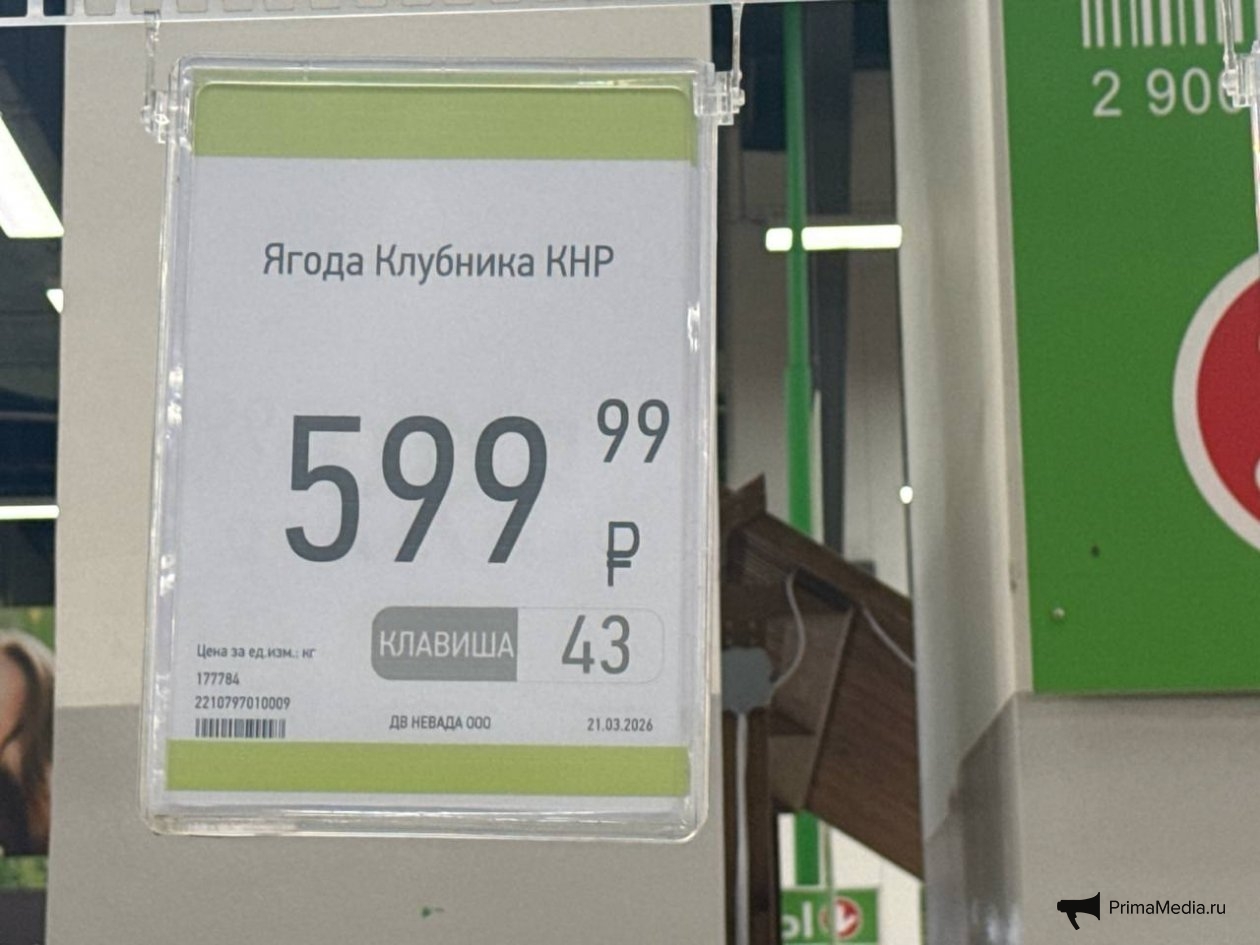 Ягода Клубника КНР
599 99
₽
КЛАВИША 43
Цена за ед.изм.: кг
177784
2210797010009
ДВ НЕВАДА ООО 21.03.2026
2 900
PrimaMedia.ru